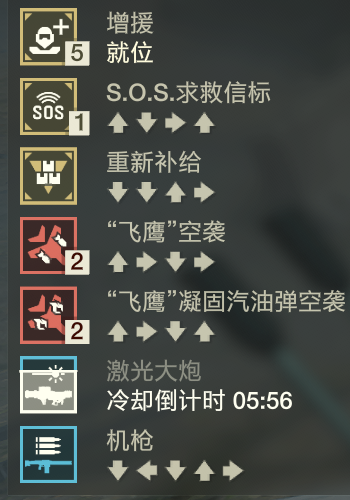 增援
5
就位
SOS
1
S.O.S.求救信标
重新补给
2
“飞鹰”空袭
2
“飞鹰”凝固汽油弹空袭
激光大炮
冷却倒计时 05:56
机枪